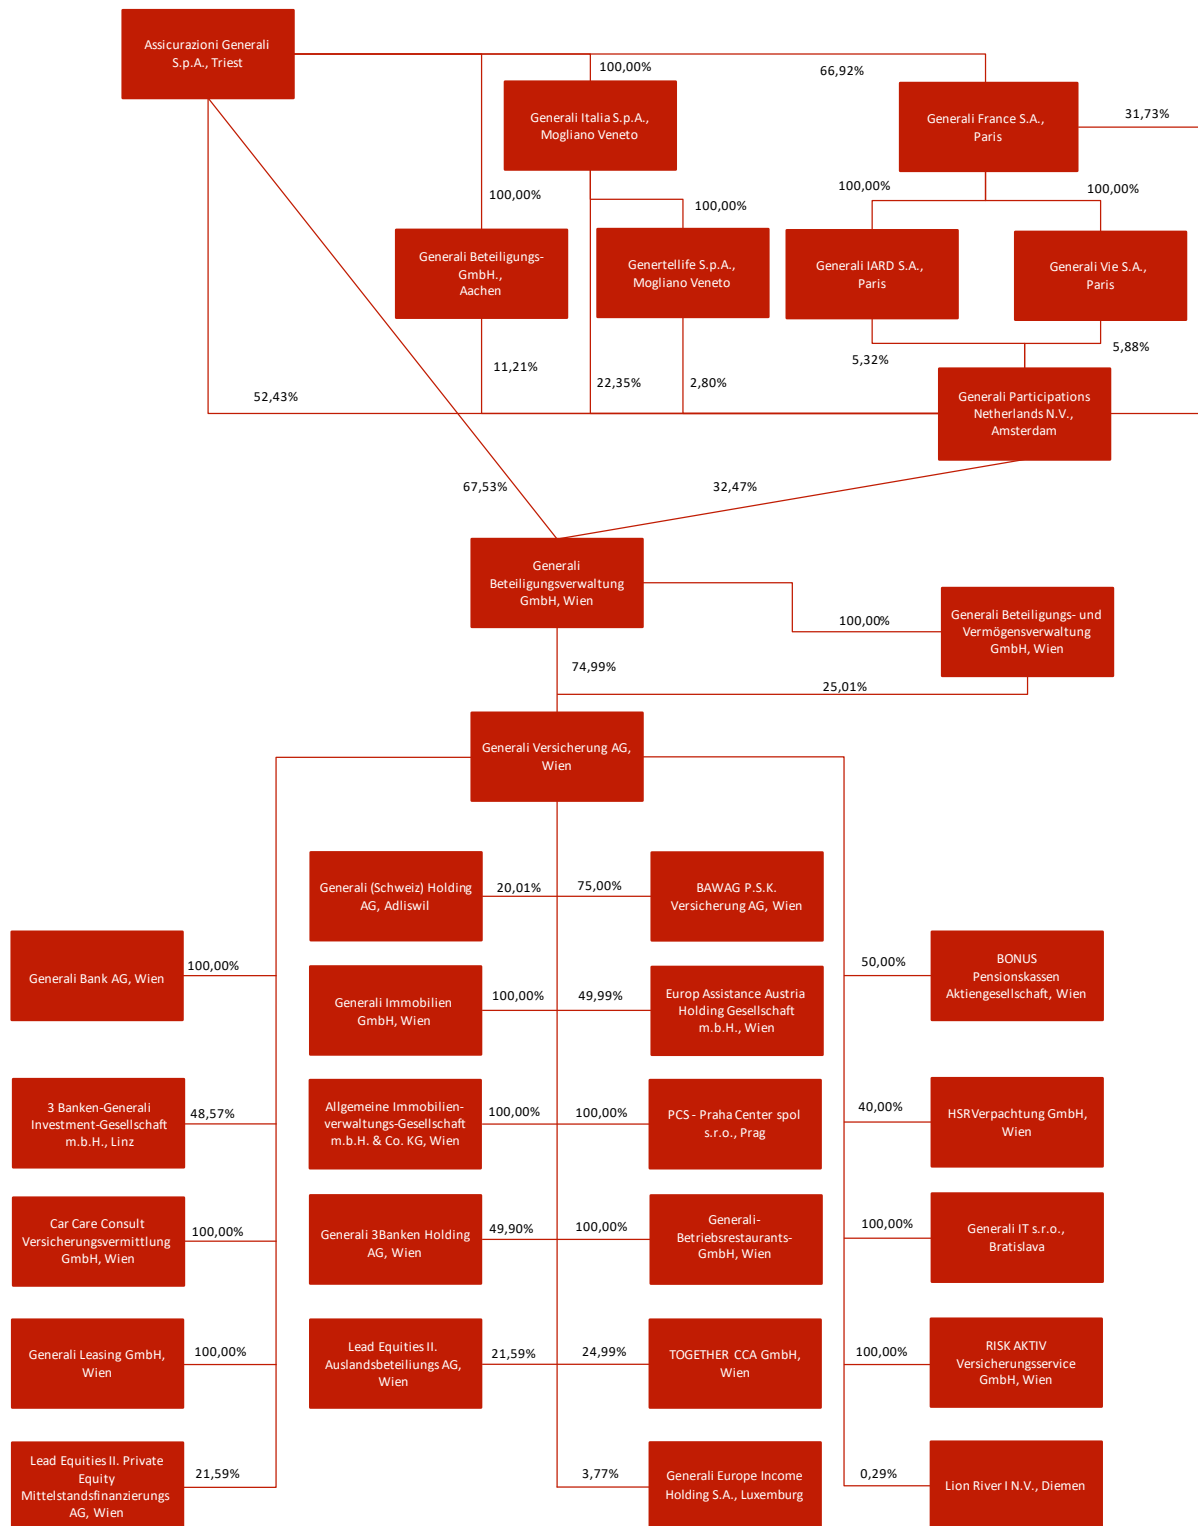 Assicurazioni Generali
S.p.A., Triest
100,00%
66,92%
Generali Italia S.p.A.,
Mogliano Veneto
Generali France S.A.,
Paris
31,73%
100,00%
100,00%
100,00%
100,00%
Generali Beteiligungs-
GmbH.,
Aachen
Genertellife S.p.A.,
Mogliano Veneto
Generali IARD S.A.,
Paris
Generali Vie S.A.,
Paris
52,43%
11,21%
22,35%
2,80%
5,32%
5,88%
Generali Participations
Netherlands N.V.,
Amsterdam
67,53%
32,47%
Generali
Beteiligungsverwaltung
GmbH, Wien
100,00%
Generali Beteiligungs- und
Vermögensverwaltung
GmbH, Wien
74,99%
25,01%
Generali Versicherung AG,
Wien
Generali (Schweiz) Holding
AG, Adliswil
20,01%
75,00%
BAWAG P.S.K.
Versicherung AG, Wien
Generali Bank AG, Wien
100,00%
Generali Immobilien
GmbH, Wien
100,00%
49,99%
Europ Assistance Austria
Holding Gesellschaft
m.b.H., Wien
50,00%
BONUS
Pensionskassen
Aktiengesellschaft, Wien
3 Banken-Generali
Investment-Gesellschaft
m.b.H., Linz
48,57%
Allgemeine Immobilien-
verwaltungs-Gesellschaft
m.b.H. & Co. KG, Wien
100,00%
100,00%
PCS - Praha Center spol
s.r.o., Prag
40,00%
HSR Verpachtung GmbH,
Wien
Car Care Consult
Versicherungsvermittlung
GmbH, Wien
100,00%
Generali 3Banken Holding
AG, Wien
49,90%
100,00%
Generali-
Betriebsrestaurants-
GmbH, Wien
100,00%
Generali IT s.r.o.,
Bratislava
Generali Leasing GmbH,
Wien
100,00%
Lead Equities II.
Auslandsbeteiliungs AG,
Wien
21,59%
24,99%
TOGETHER CCA GmbH,
Wien
100,00%
RISK AKTIV
Versicherungsservice
GmbH, Wien
Lead Equities II. Private
Equity
Mittelstandsfinanzierungs
AG, Wien
21,59%
3,77%
Generali Europe Income
Holding S.A., Luxemburg
0,29%
Lion River I N.V., Diemen